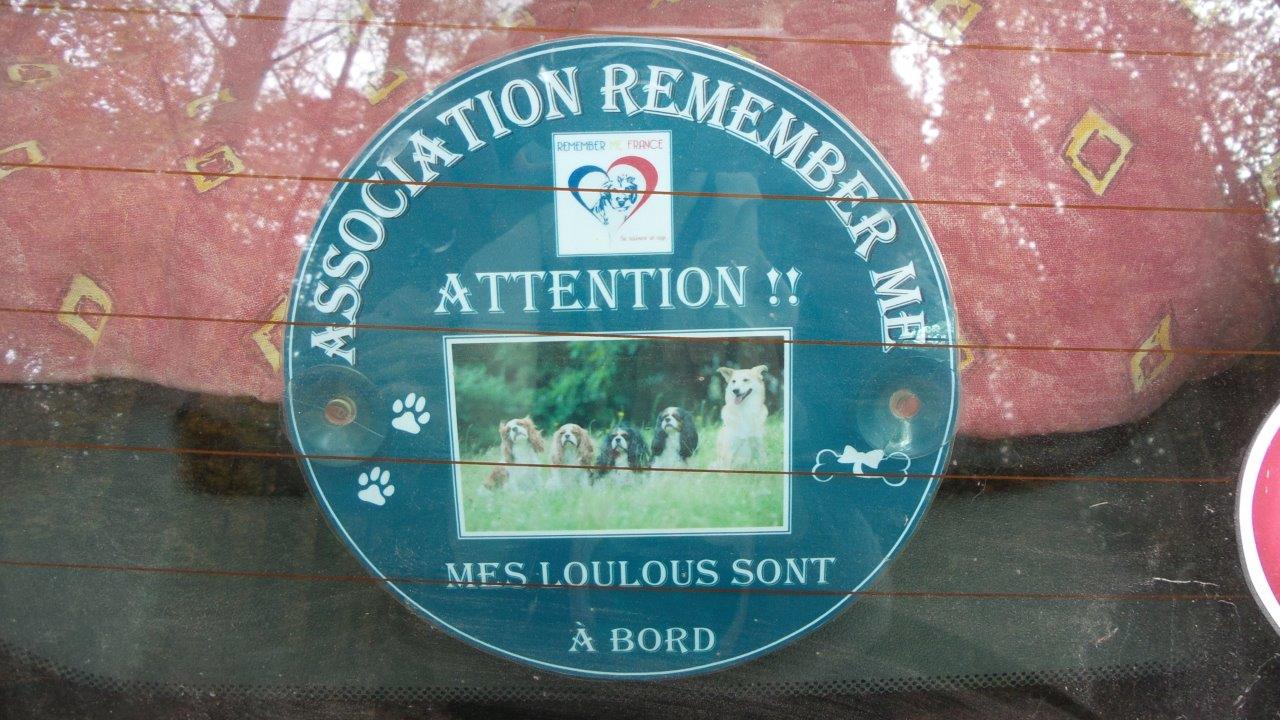 ASSOCIATION REMEMBER ME
REMEMBER ME FRANCE
ATTENTION !!
MES LOULOUS SONT
À BORD